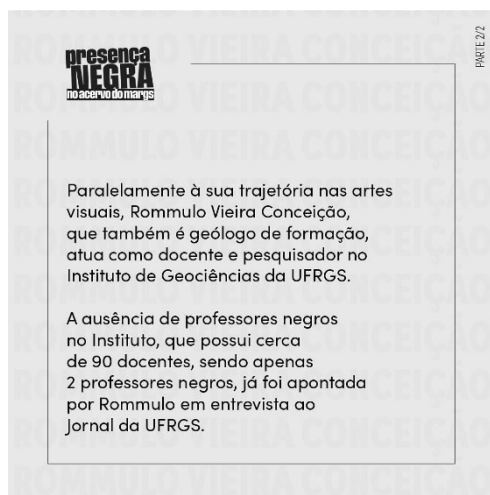 ROMMULO VIEIRA CONCEIÇÃO
PARTE 2/2
presença
NEGRA
no acervo do margs
Paralelamente à sua trajetória nas artes
visuais, Rommulo Vieira Conceição,
que também é geólogo de formação,
atua como docente e pesquisador no
Instituto de Geociências da UFRGS.
A ausência de professores negros
no Instituto, que possui cerca
de 90 docentes, sendo apenas
2 professores negros, já foi apontada
por Rommulo em entrevista ao
Jornal da UFRGS.